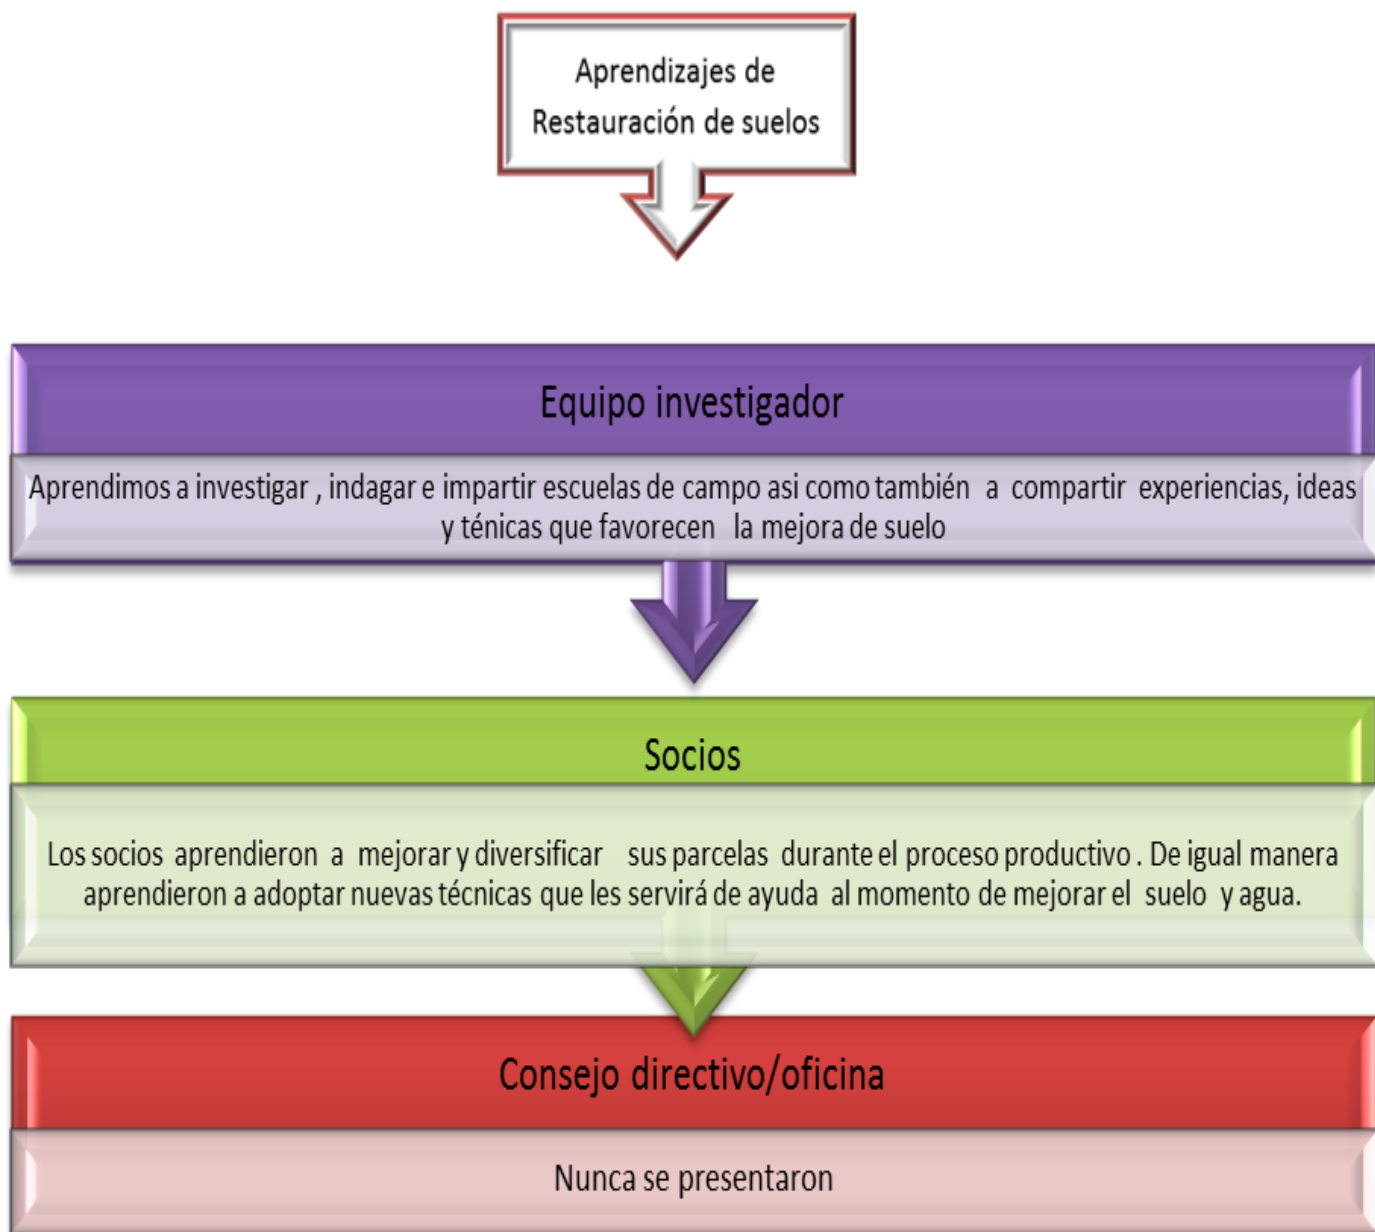 Aprendizajes de
Restauración de suelos
Equipo investigador
Aprendimos a investigar , indagar e impartir escuelas de campo asi como también a compartir experiencias, ideas
y ténicas que favorecen la mejora de suelo
Socios
Los socios aprendieron a mejorar y diversificar sus parcelas durante el proceso productivo . De igual manera
aprendieron a adoptar nuevas técnicas que les servirá de ayuda al momento de mejorar el suelo y agua.
Consejo directivo/oficina
Nunca se presentaron